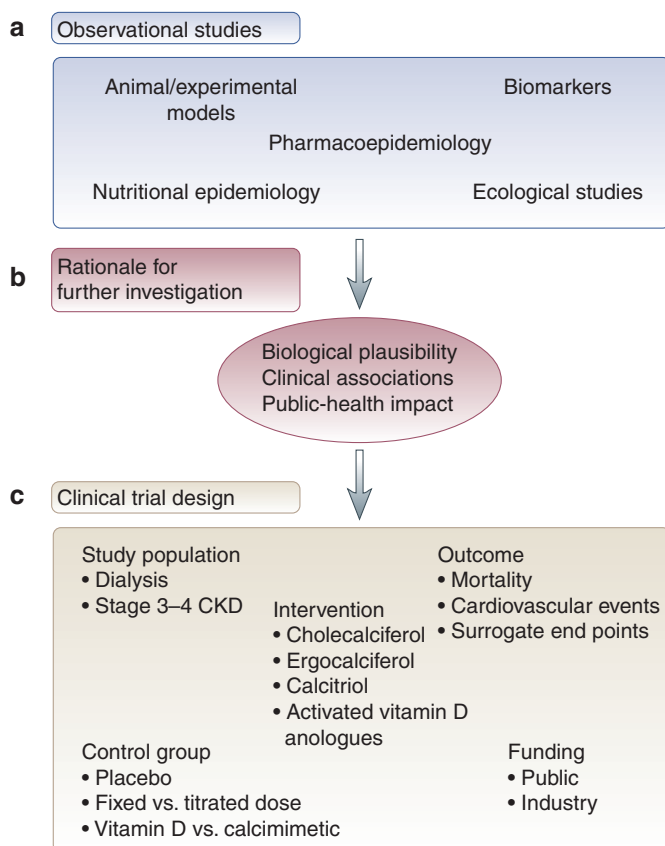 a
Observational studies
Animal/experimental
models
Biomarkers
Pharmacoepidemiology
Nutritional epidemiology
Ecological studies
b
Rationale for
further investigation
Biological plausibility
Clinical associations
Public-health impact
c
Clinical trial design
Study population
• Dialysis
• Stage 3–4 CKD
Outcome
• Mortality
• Cardiovascular events
• Surrogate end points
Intervention
• Cholecalciferol
• Ergocalciferol
• Calcitriol
• Activated vitamin D
anologues
Control group
• Placebo
• Fixed vs. titrated dose
• Vitamin D vs. calcimimetic
Funding
• Public
• Industry